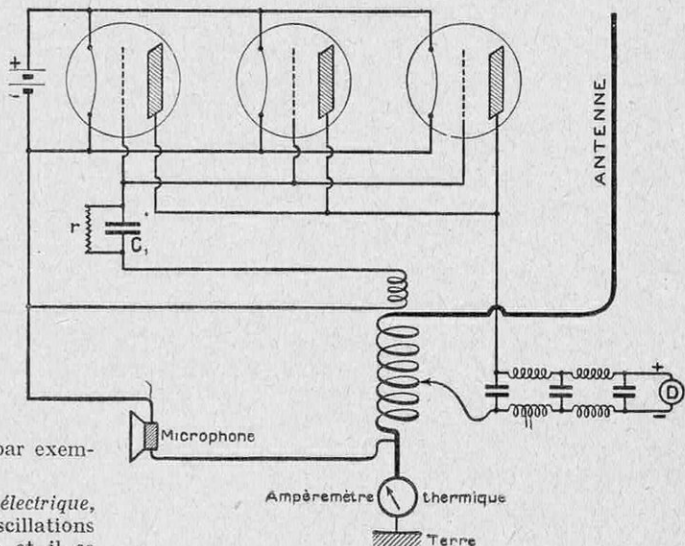 +
-
ANTENNE
r
C₁
+
D
-
Microphone
par exem-
Ampèremètre thermique
électrique,
scillations
et il se
Terre